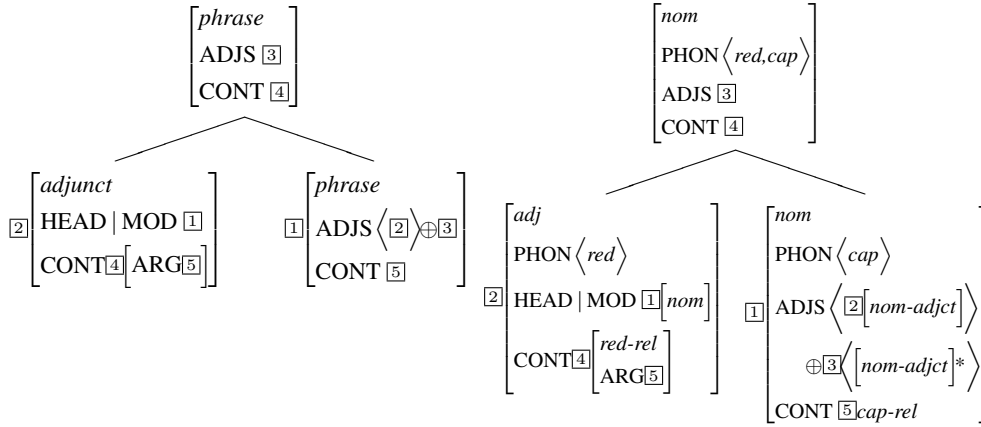 phrase
ADJS 3
CONT 4
adjunct
2 HEAD | MOD 1
CONT 4 [ARG 5]
phrase
1 ADJS ⟨ 2 ⟩ ⊕ 3
CONT 5
nom
PHON ⟨red,cap⟩
ADJS 3
CONT 4
adj
PHON ⟨red⟩
2 HEAD | MOD 1 [nom]
CONT 4 [red-rel
ARG 5]
nom
PHON ⟨cap⟩
1 ADJS ⟨ 2 [nom-adjct] ⟩
⊕ 3 ⟨ [nom-adjct]* ⟩
CONT 5 cap-rel